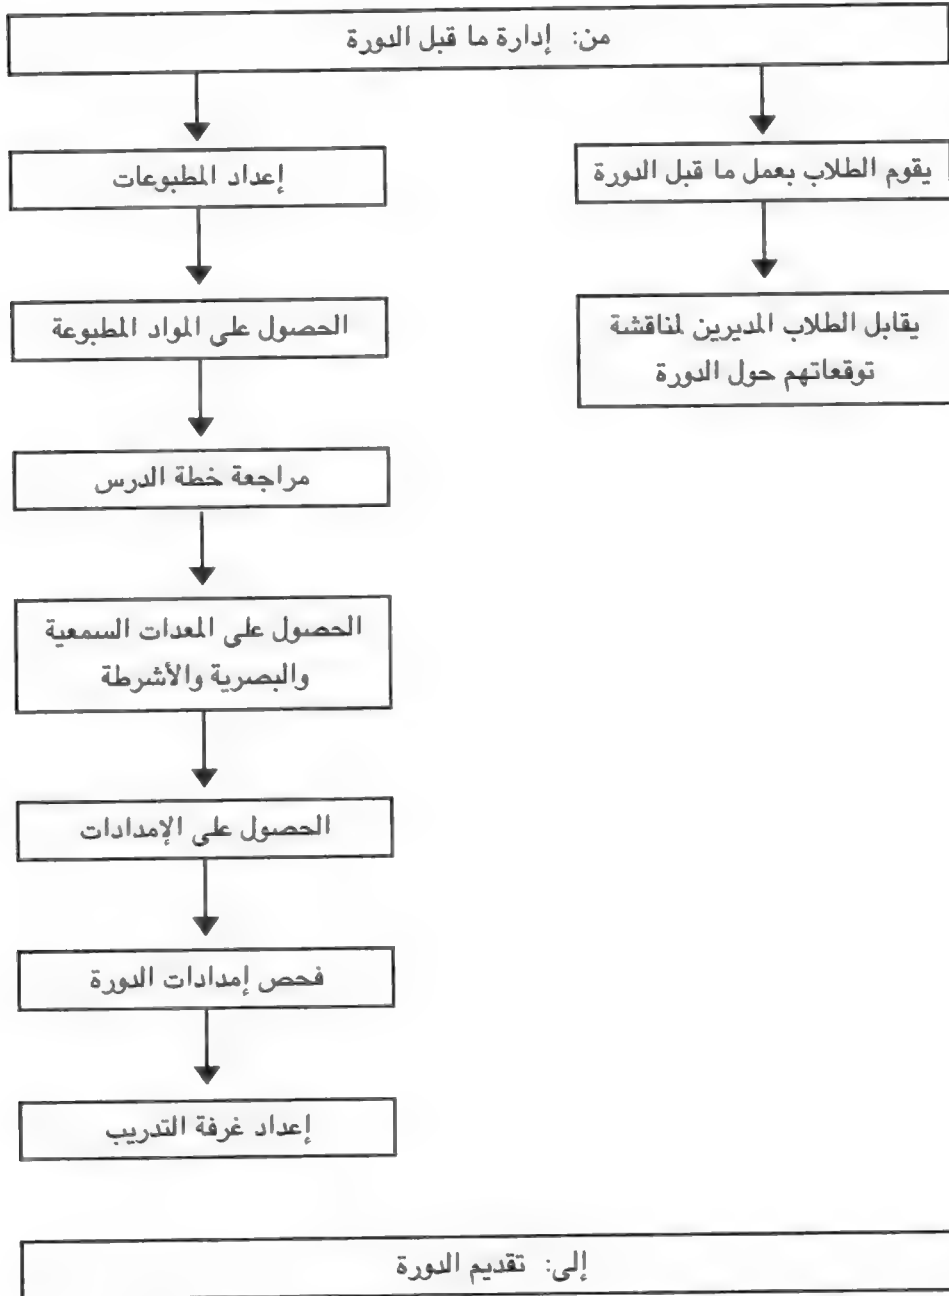 من: إدارة ما قبل الدورة
يقوم الطلاب بعمل ما قبل الدورة
يقابل الطلاب المديرين لمناقشة
توقعاتهم حول الدورة
إعداد المطبوعات
الحصول على المواد المطبوعة
مراجعة خطة الدرس
الحصول على المعدات السمعية
والبصرية والأشرطة
الحصول على الإمدادات
فحص إمدادات الدورة
إعداد غرفة التدريب
إلى: تقديم الدورة